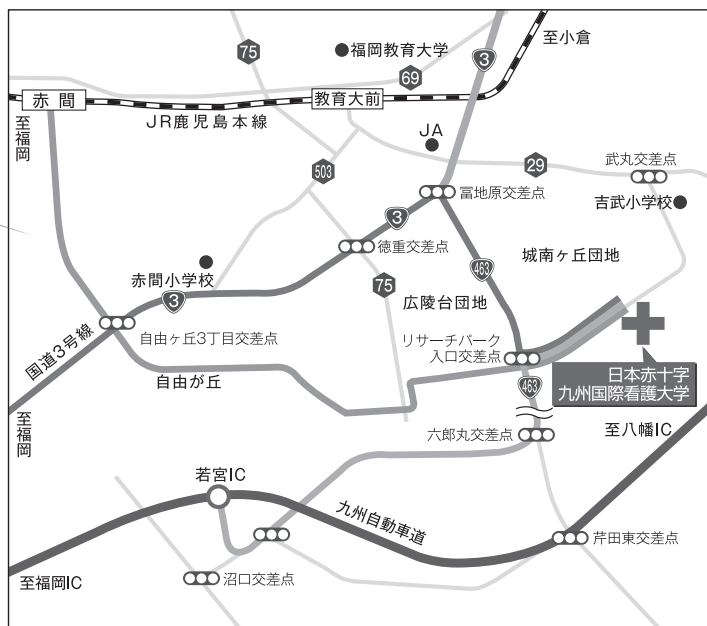 75
福岡教育大学
3
至小倉
69
赤間
教育大前
JR鹿児島本線
至福岡
JA
503
29
武丸交差点
冨地原交差点
吉武小学校
3
徳重交差点
463
城南ヶ丘団地
赤間小学校
75
広陵台団地
3
リサーチパーク
入口交差点
自由ヶ丘3丁目交差点
国道3号線
自由が丘
463
日本赤十字
九州国際看護大学
至福岡
六郎丸交差点
至八幡IC
若宮IC
九州自動車道
芹田東交差点
至福岡IC
沼口交差点